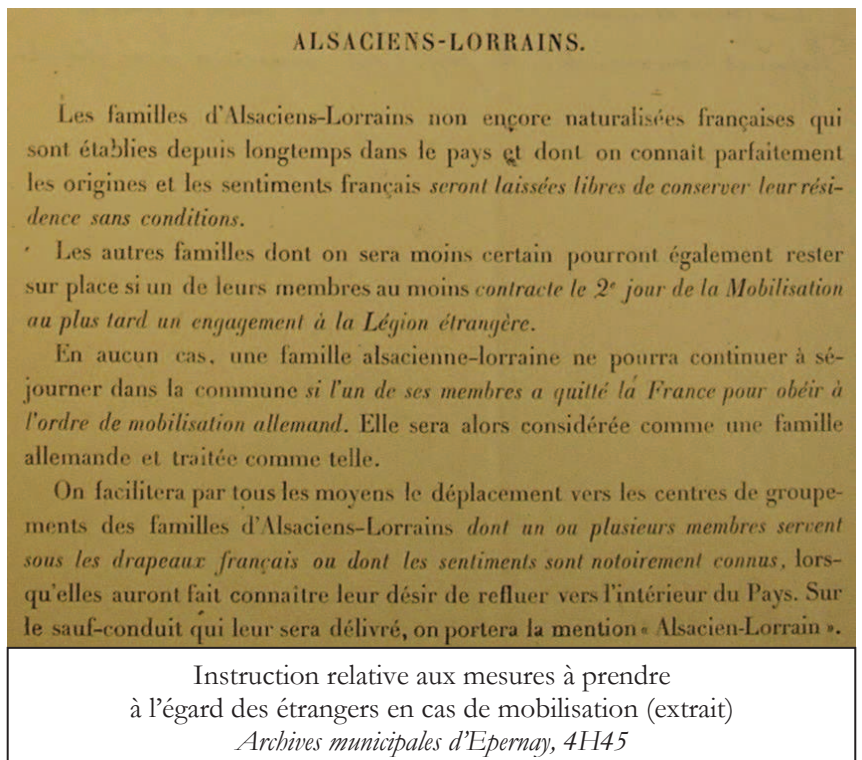 ALSACIENS-LORRAINS.
Les familles d'Alsaciens-Lorrains non encore naturalisées françaises qui
sont établies depuis longtemps dans le pays et dont on connait parfaitement
les origines et les sentiments français seront laissées libres de conserver leur rési-
dence sans conditions.
Les autres familles dont on sera moins certain pourront également rester
sur place si un de leurs membres au moins contracte le 2e jour de la Mobilisation
au plus tard un engagement à la Légion étrangère.
En aucun cas, une famille alsacienne-lorraine ne pourra continuer à sé-
journer dans la commune si l'un de ses membres a quitté la France pour obéir à
l'ordre de mobilisation allemand. Elle sera alors considérée comme une famille
allemande et traitée comme telle.
On facilitera par tous les moyens le déplacement vers les centres de groupe-
ments des familles d'Alsaciens-Lorrains dont un ou plusieurs membres servent
sous les drapeaux français ou dont les sentiments sont notoirement connus, lors-
qu'elles auront fait connaitre leur désir de refluer vers l'intérieur du Pays. Sur
le sauf-conduit qui leur sera délivré, on portera la mention « Alsacien-Lorrain ».
Instruction relative aux mesures à prendre
à l'égard des étrangers en cas de mobilisation (extrait)
Archives municipales d'Epernay, 4H45